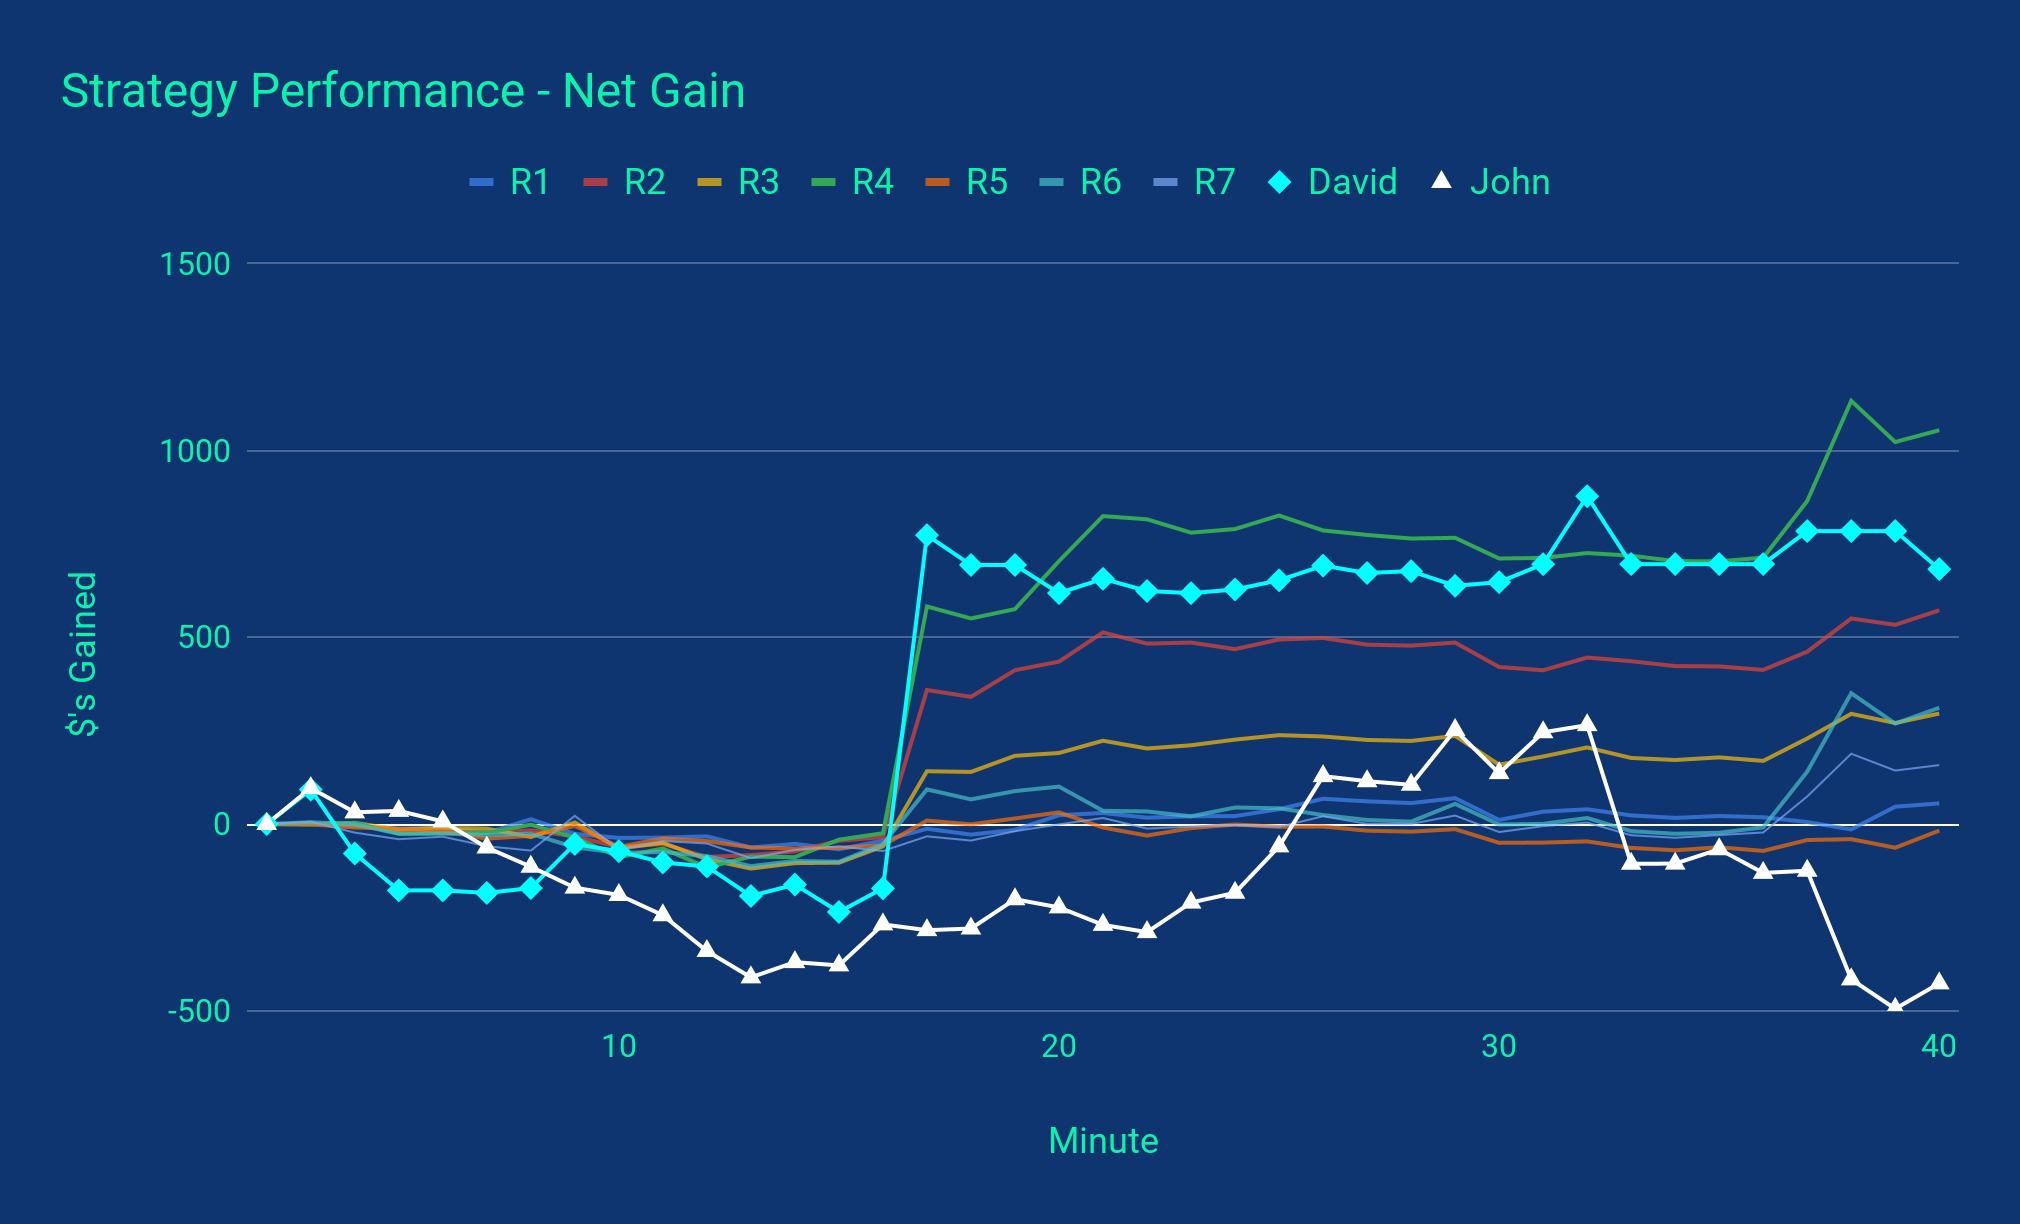 Strategy Performance - Net Gain
R1 R2 R3 R4 R5 R6 R7 David John
1500
1000
500
0
-500
$'s Gained
10 20 30 40
Minute